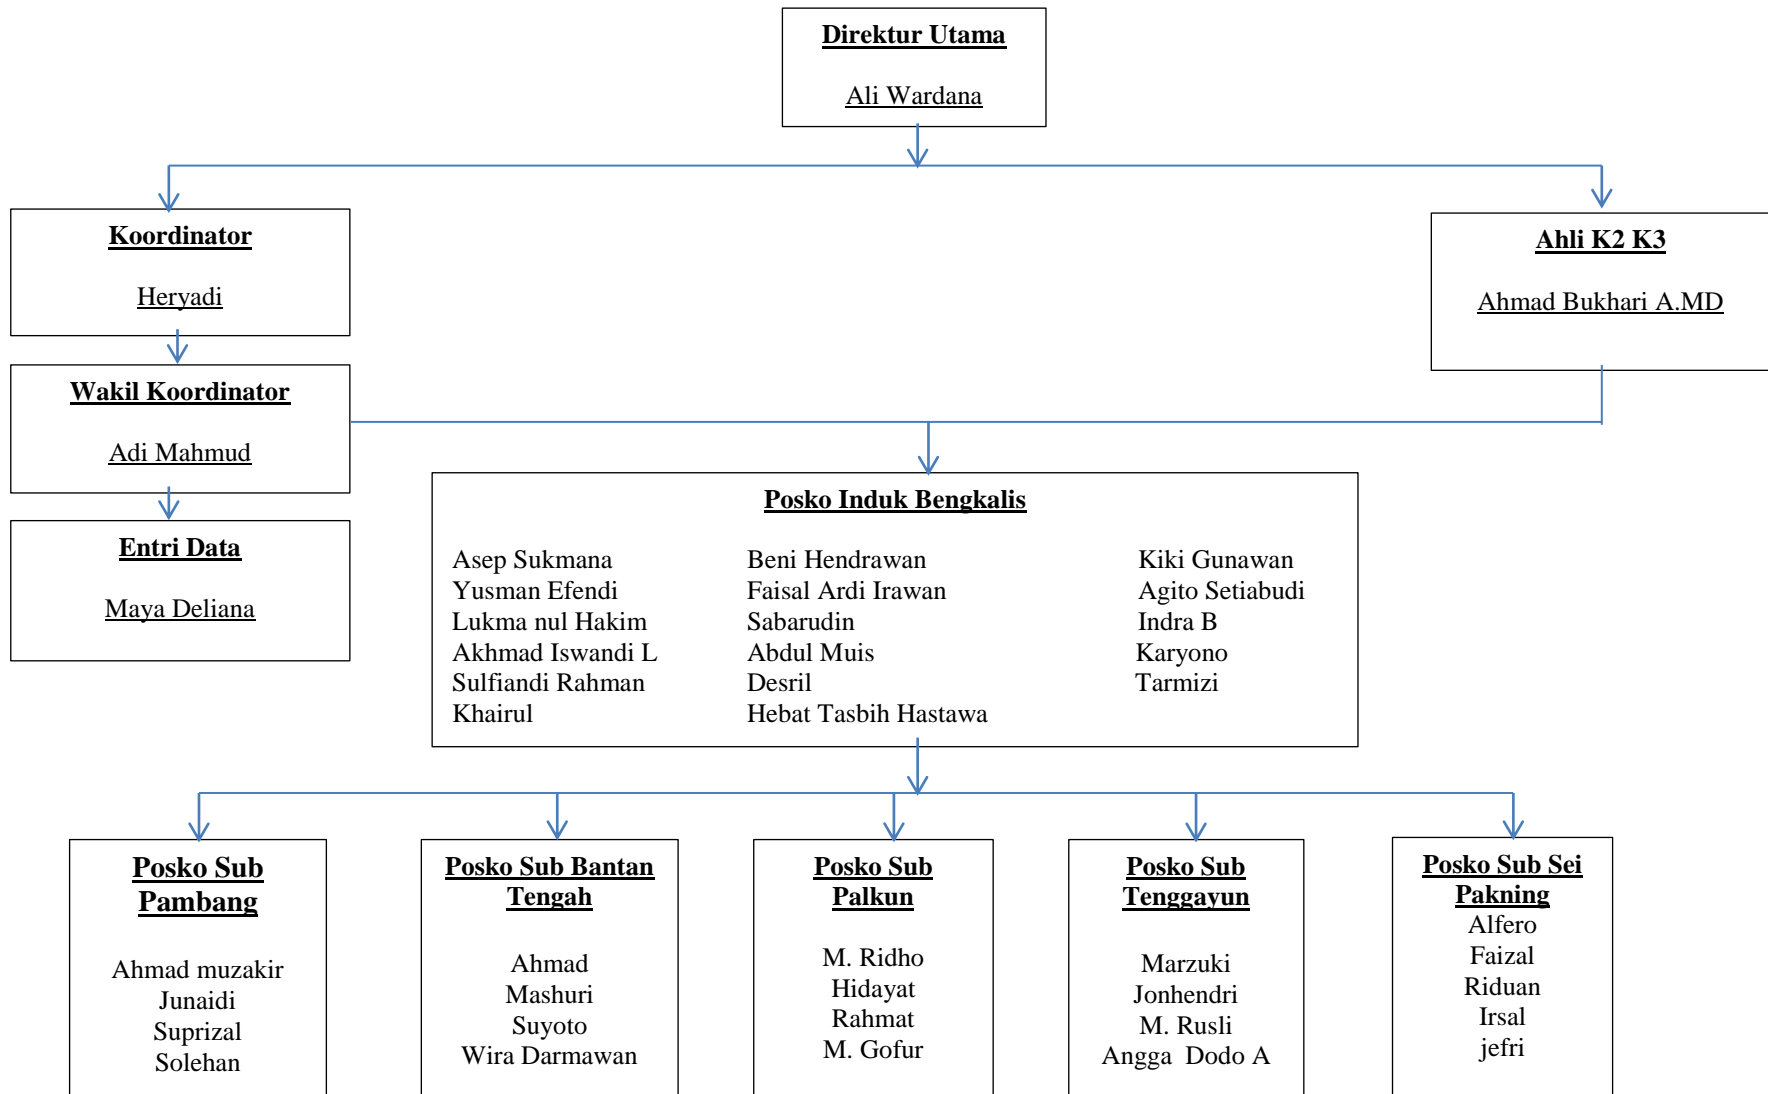 Direktur Utama
Ali Wardana
Koordinator
Heryadi
Ahli K2 K3
Ahmad Bukhari A.MD
Wakil Koordinator
Adi Mahmud
Entri Data
Maya Deliana
Posko Induk Bengkalis
Asep Sukmana
Yusman Efendi
Lukma nul Hakim
Akhmad Iswandi L
Sulfiandi Rahman
Khairul
Beni Hendrawan
Faisal Ardi Irawan
Sabarudin
Abdul Muis
Desril
Hebat Tasbih Hastawa
Kiki Gunawan
Agito Setiabudi
Indra B
Karyono
Tarmizi
Posko Sub
Pambang
Ahmad muzakir
Junaidi
Suprizal
Solehan
Posko Sub Bantan
Tengah
Ahmad
Mashuri
Suyoto
Wira Darmawan
Posko Sub
Palkun
M. Ridho
Hidayat
Rahmat
M. Gofur
Posko Sub
Tenggayun
Marzuki
Jonhendri
M. Rusli
Angga  Dodo A
Posko Sub Sei
Pakning
Alfero
Faizal
Riduan
Irsal
jefri